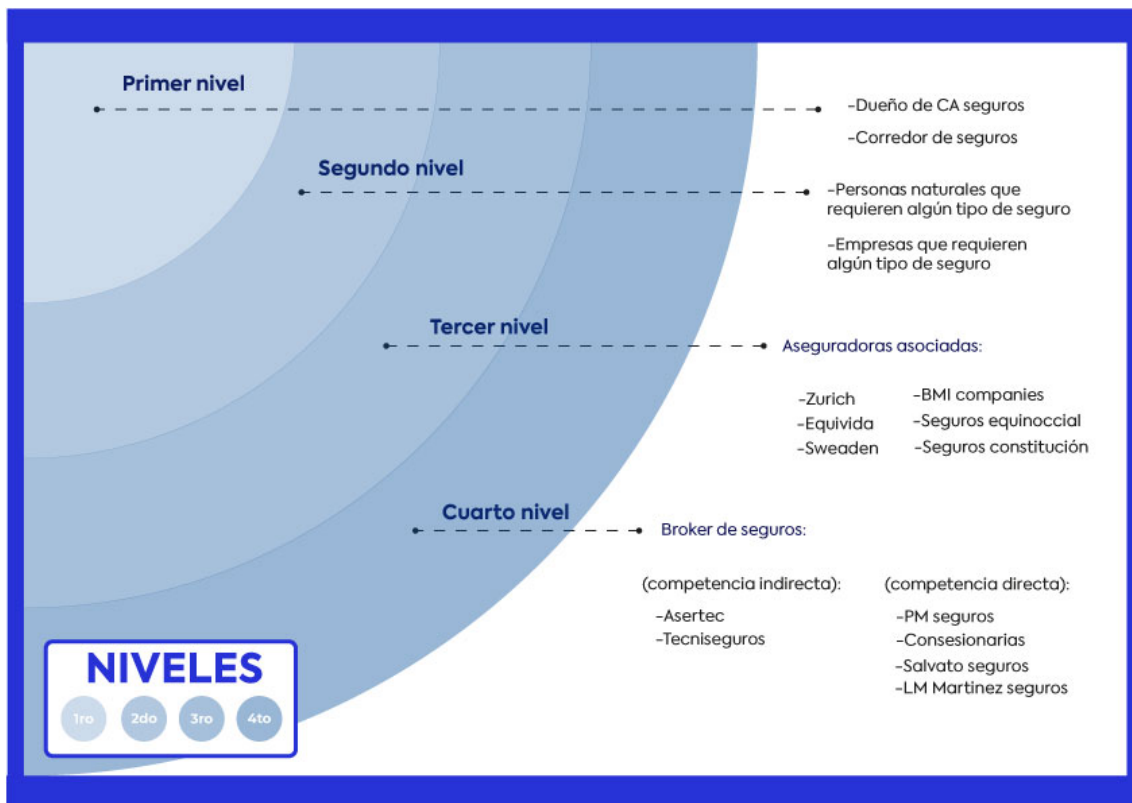 Primer nivel
-Dueño de CA seguros
-Corredor de seguros
Segundo nivel
-Personas naturales que
requieren algún tipo de seguro
-Empresas que requieren
algún tipo de seguro
Tercer nivel
Aseguradoras asociadas:
-Zurich
-Equivida
-Sweaden
-BMI companies
-Seguros equinoccial
-Seguros constitución
Cuarto nivel
Broker de seguros:
(competencia indirecta):
-Asertec
-Tecniseguros
(competencia directa):
-PM seguros
-Consesionarias
-Salvato seguros
-LM Martinez seguros
NIVELES
1ro 2do 3ro 4to